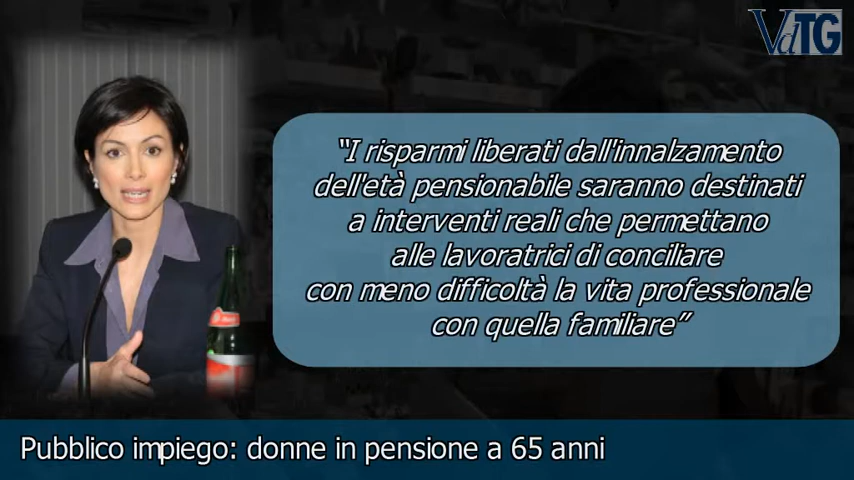 VdTG
“I risparmi liberati dall'innalzamento
dell'età pensionabile saranno destinati
a interventi reali che permettano
alle lavoratrici di conciliare
con meno difficoltà la vita professionale
con quella familiare”
Pubblico impiego: donne in pensione a 65 anni